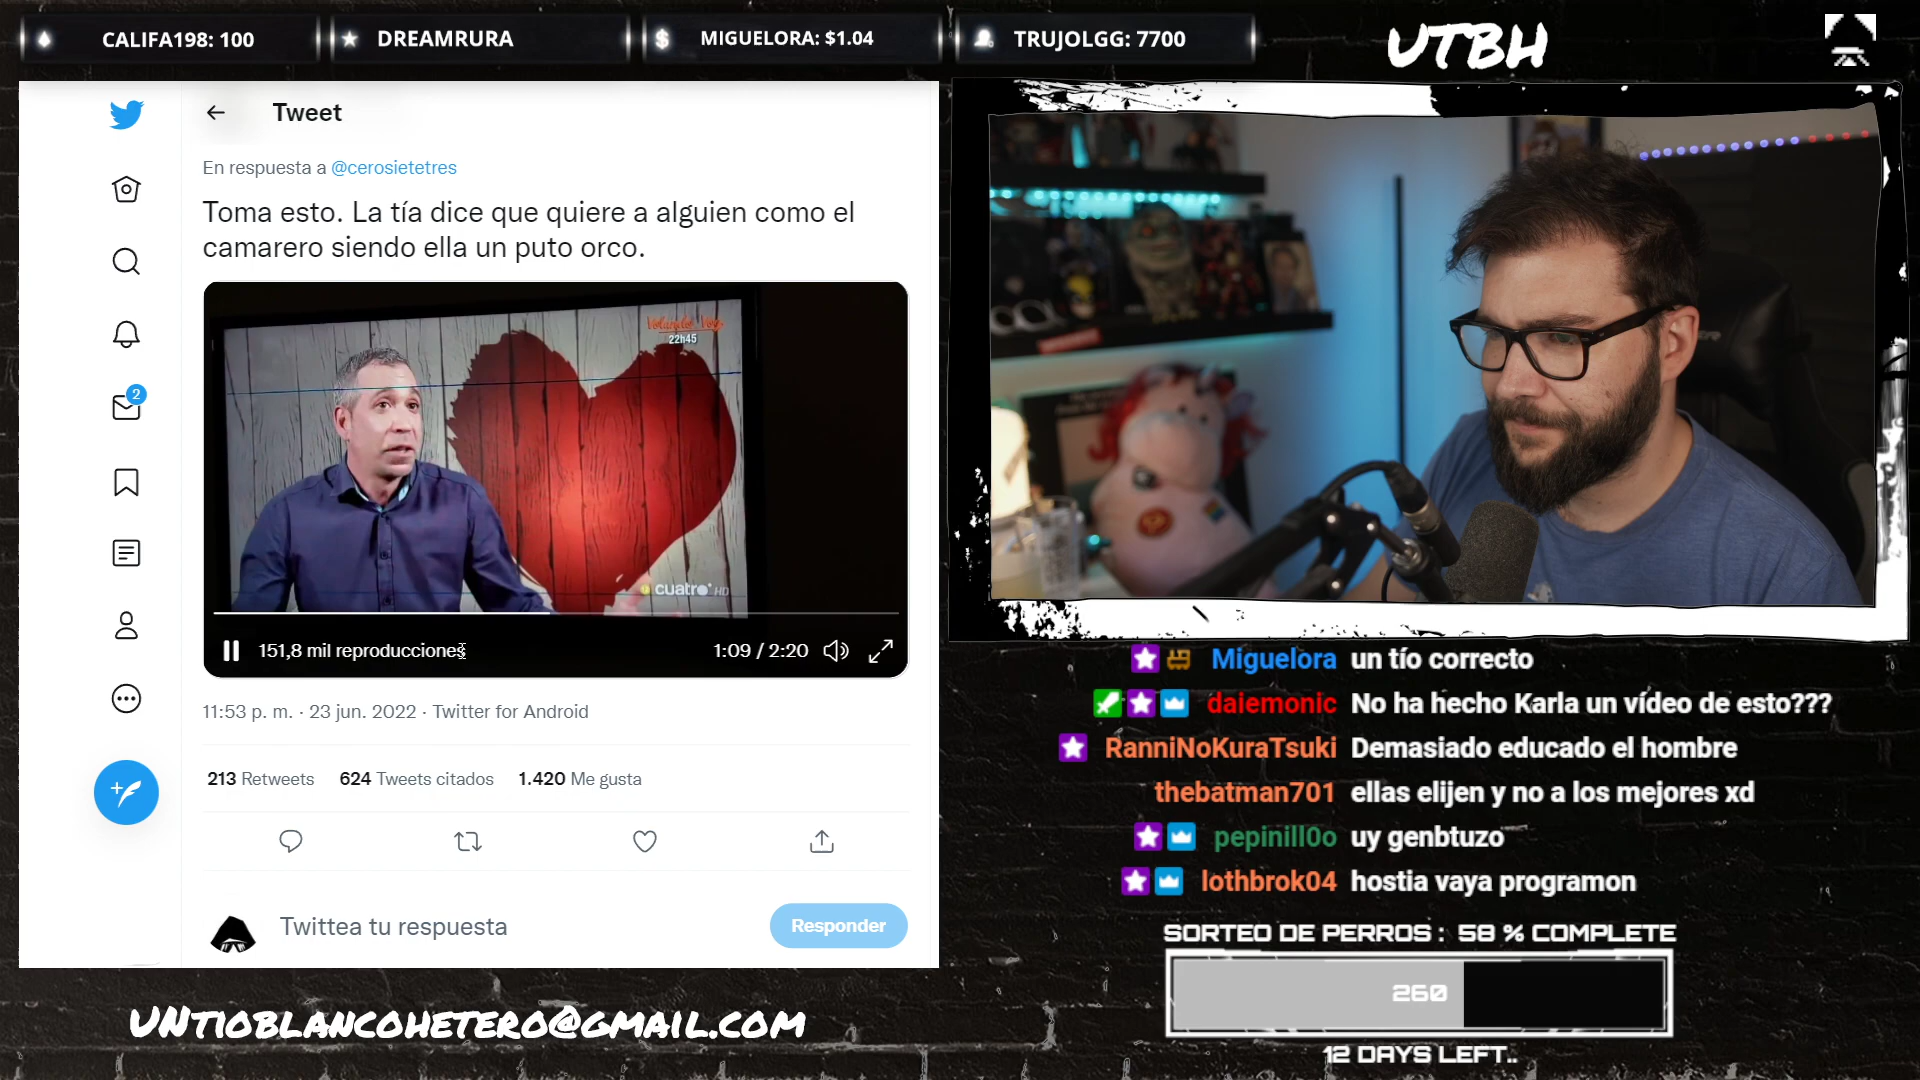 CALIFA198: 100
DREAMRURA
MIGUELORA: $1.04
TRUJOLGG: 7700
UTBH
Tweet
En respuesta a @cerosietetres
Toma esto. La tía dice que quiere a alguien como el
camarero siendo ella un puto orco.
Volando Voy
22h45
cuatro HD
151,8 mil reproducciones
1:09 / 2:20
2
11:53 p. m. · 23 jun. 2022 · Twitter for Android
213 Retweets 624 Tweets citados 1.420 Me gusta
Twittea tu respuesta
Responder
UNTIOBLANCOHETERO@GMAIL.COM
Miguelora un tío correcto
daiemonic No ha hecho Karla un vídeo de esto???
RanniNoKuraTsuki Demasiado educado el hombre
thebatman701 ellas elijen y no a los mejores xd
pepinill0o uy genbtuzo
lothbrok04 hostia vaya programon
SORTEO DE PERROS : 58 % COMPLETE
260
12 DAYS LEFT..